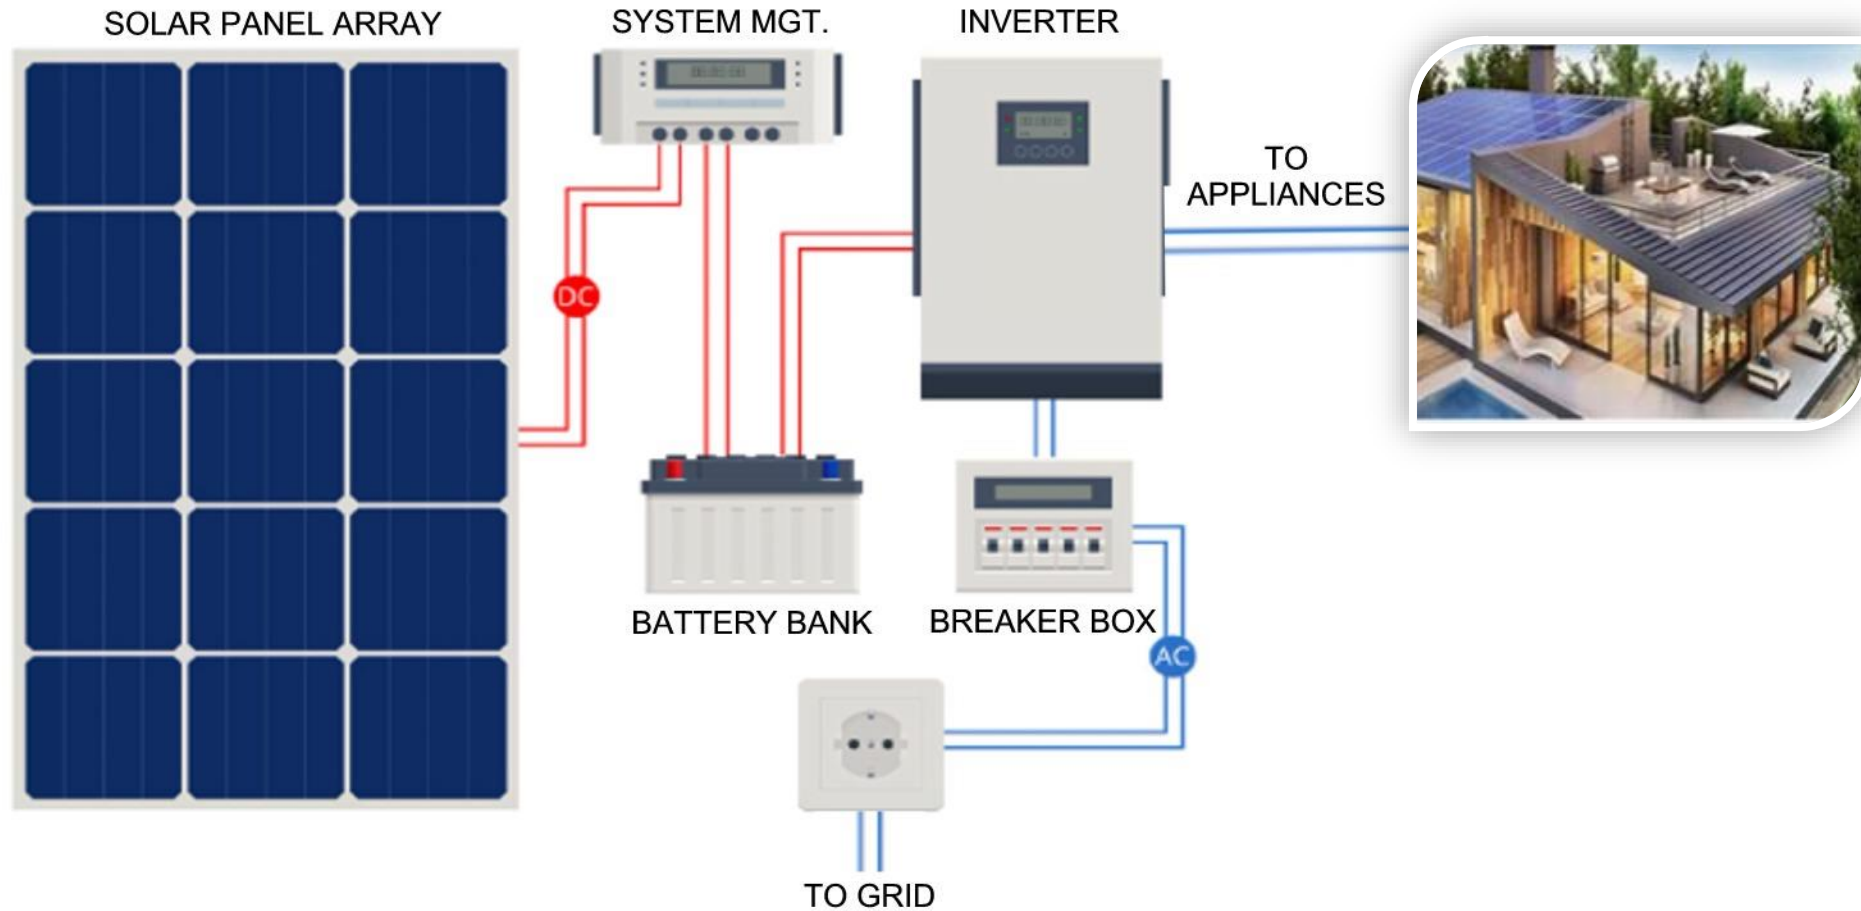 SOLAR PANEL ARRAY
SYSTEM MGT.
INVERTER
TO
APPLIANCES
DC
BATTERY BANK
BREAKER BOX
AC
TO GRID